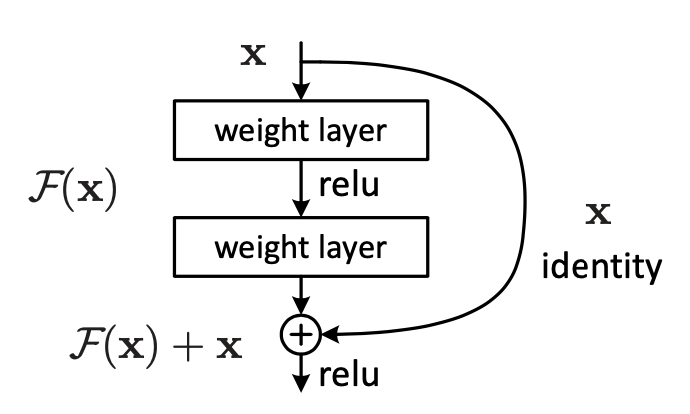 x
weight layer
relu
weight layer
relu
ℱ(x)
x
identity
ℱ(x) + x